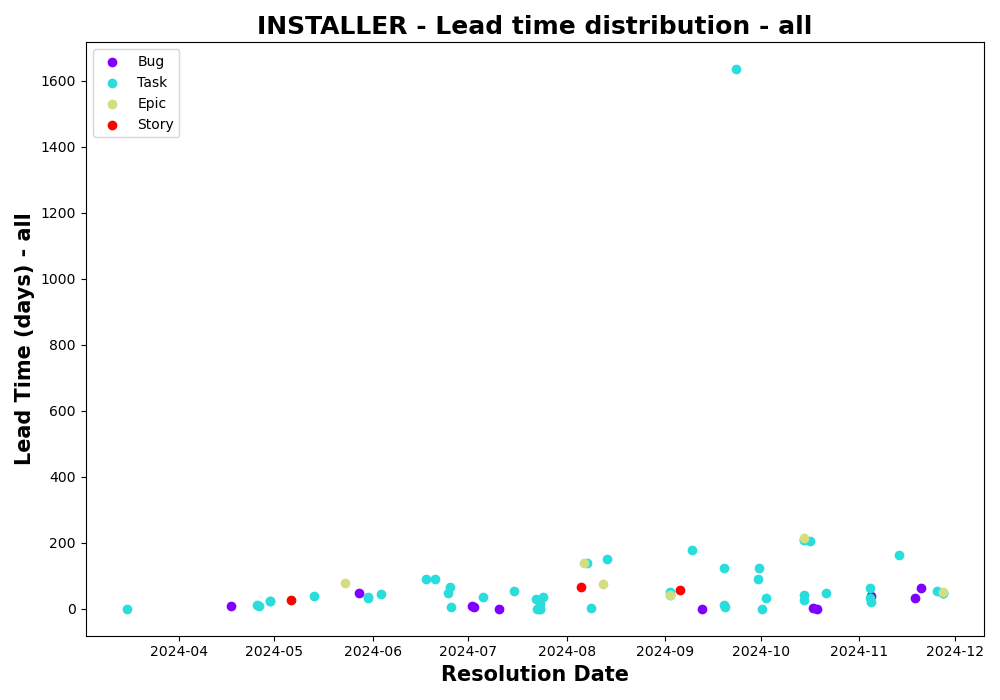 INSTALLER - Lead time distribution - all
Bug
Task
Epic
Story
Lead Time (days) - all
1600
1400
1200
1000
800
600
400
200
0
2024-04 2024-05 2024-06 2024-07 2024-08 2024-09 2024-10 2024-11 2024-12
Resolution Date